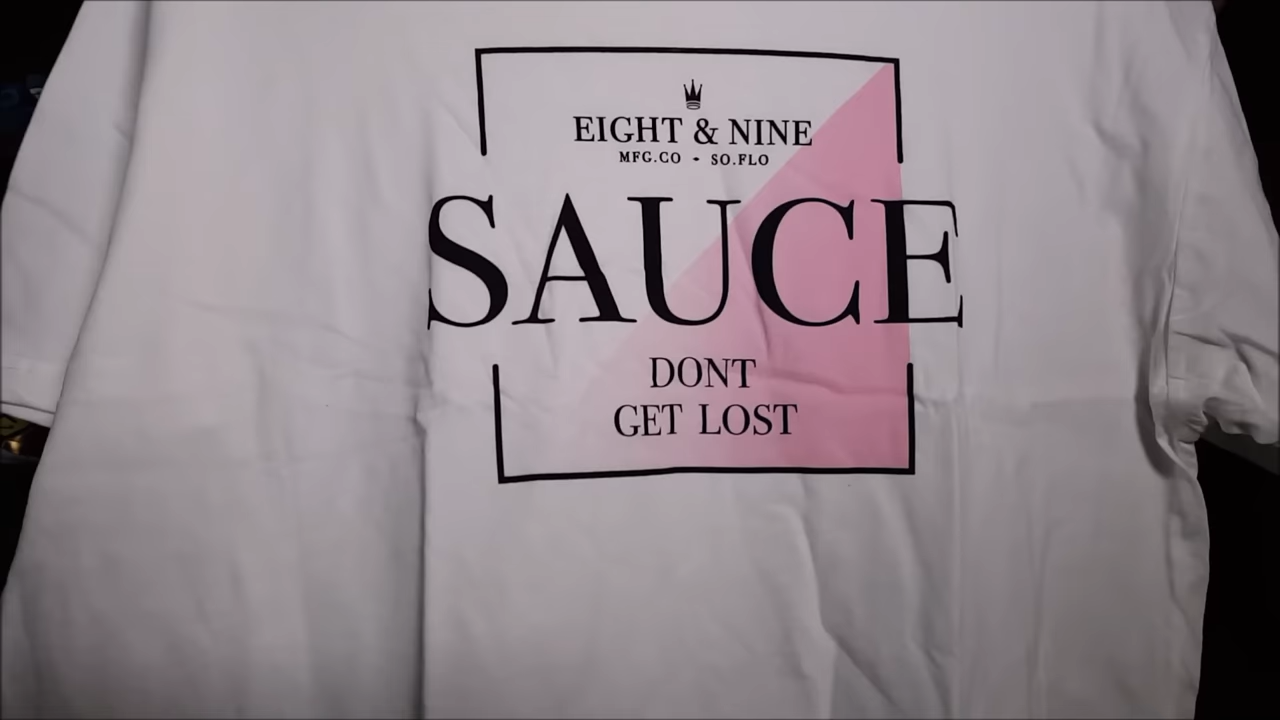 EIGHT & NINE
MFG.CO - SO.FLO
SAUCE
DONT
GET LOST